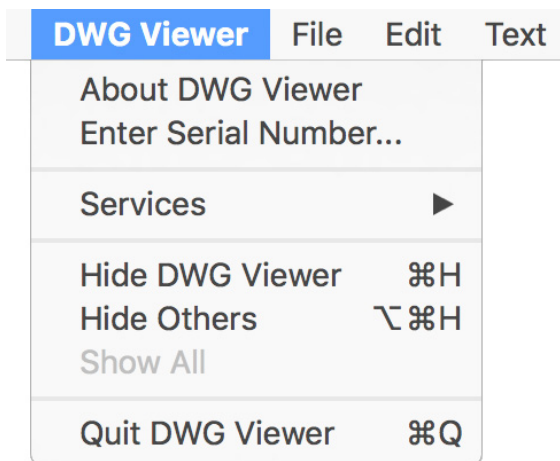 DWG Viewer File Edit Text
About DWG Viewer
Enter Serial Number...
Services ▶
Hide DWG Viewer ⌘H
Hide Others ⌥⌘H
Show All
Quit DWG Viewer ⌘Q